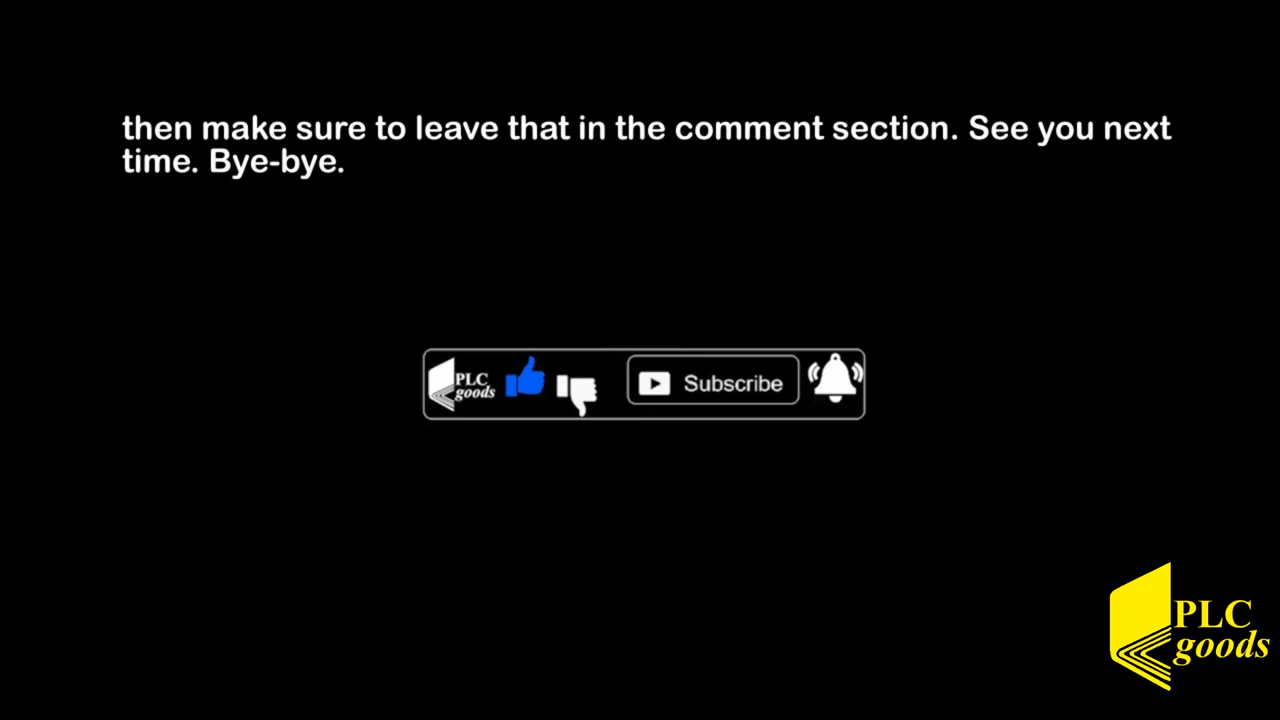 then make sure to leave that in the comment section. See you next
time. Bye-bye.
PLC
goods
Subscribe
PLC
goods